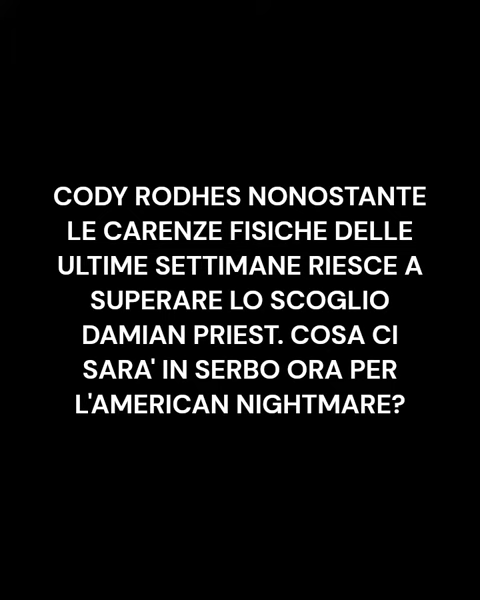 CODY RODHES NONOSTANTE
LE CARENZE FISICHE DELLE
ULTIME SETTIMANE RIESCE A
SUPERARE LO SCOGLIO
DAMIAN PRIEST. COSA CI
SARA' IN SERBO ORA PER
L'AMERICAN NIGHTMARE?